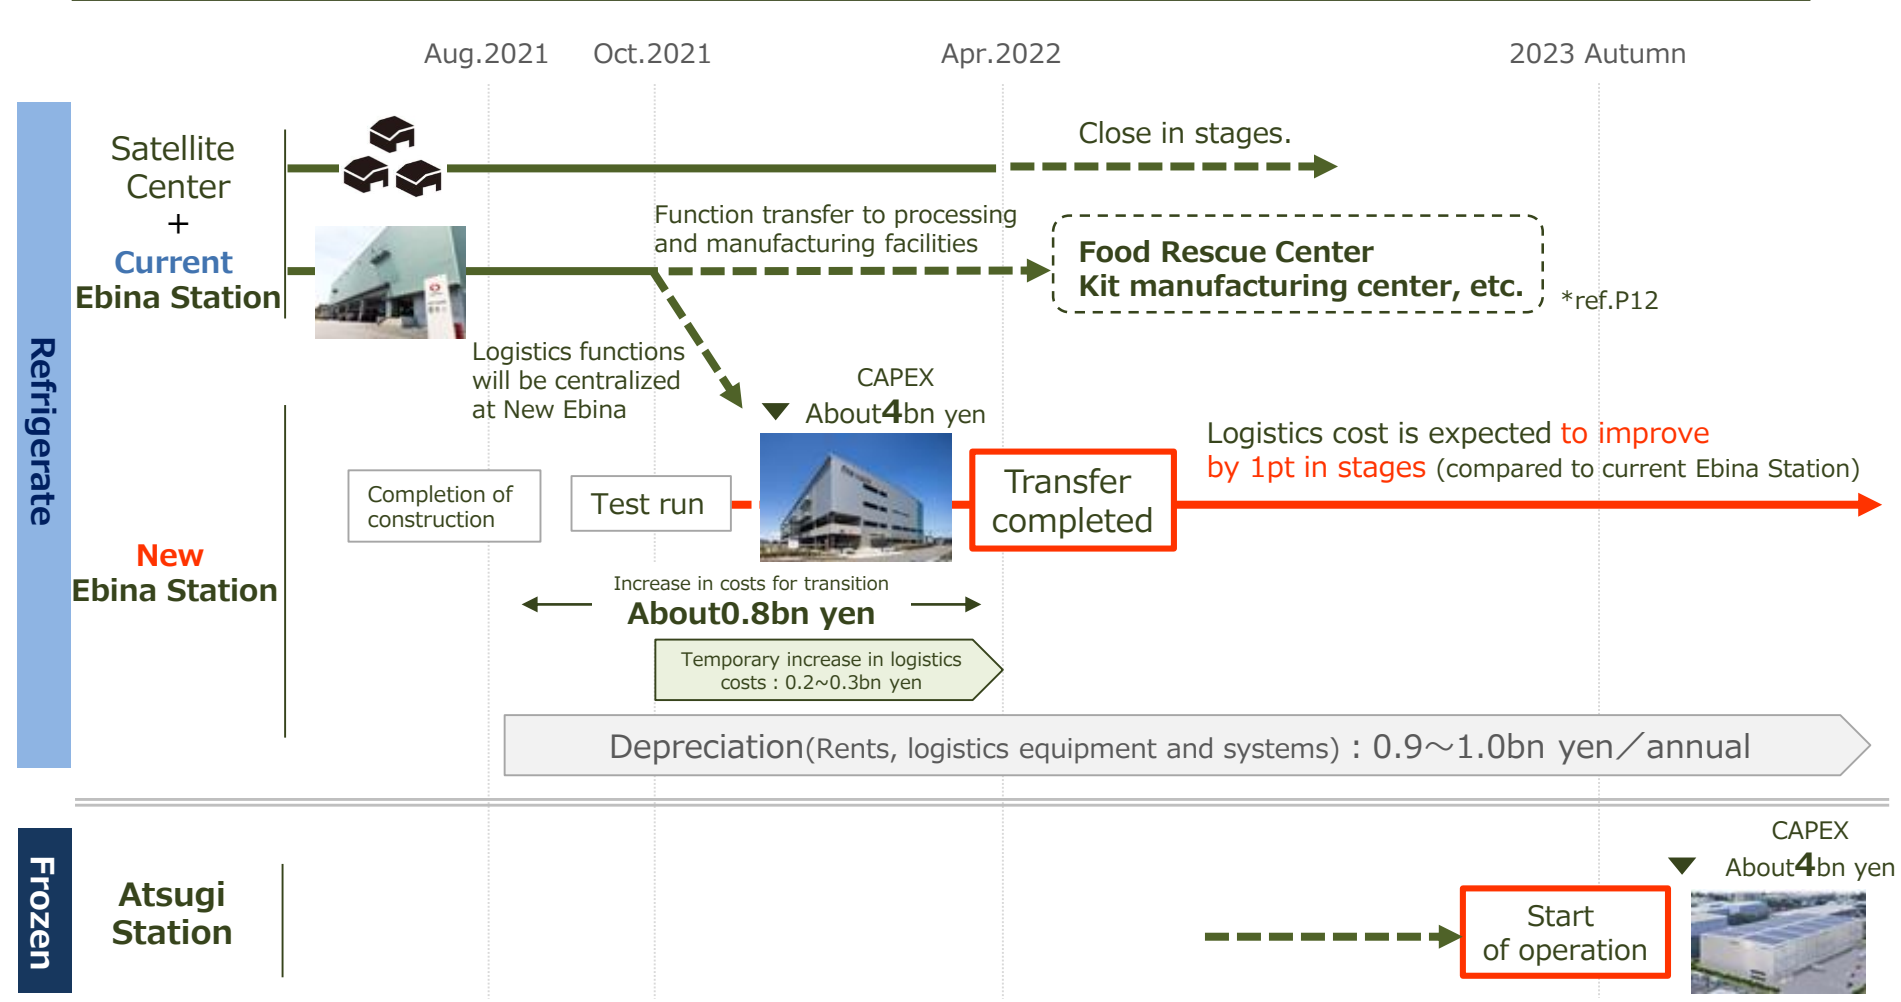 Aug.2021 Oct.2021 Apr.2022 2023 Autumn
Refrigerate
Satellite
Center
+
Current
Ebina Station
Close in stages.
Function transfer to processing
and manufacturing facilities
Food Rescue Center
Kit manufacturing center, etc.
*ref.P12
Logistics functions
will be centralized
at New Ebina
CAPEX
▼ About4bn yen
New
Ebina Station
Completion of
construction
Test run
Transfer
completed
Logistics cost is expected to improve
by 1pt in stages (compared to current Ebina Station)
Increase in costs for transition
About0.8bn yen
Temporary increase in logistics
costs : 0.2~0.3bn yen
Depreciation(Rents, logistics equipment and systems) : 0.9～1.0bn yen／annual
Frozen
Atsugi
Station
Start
of operation
CAPEX
▼ About4bn yen